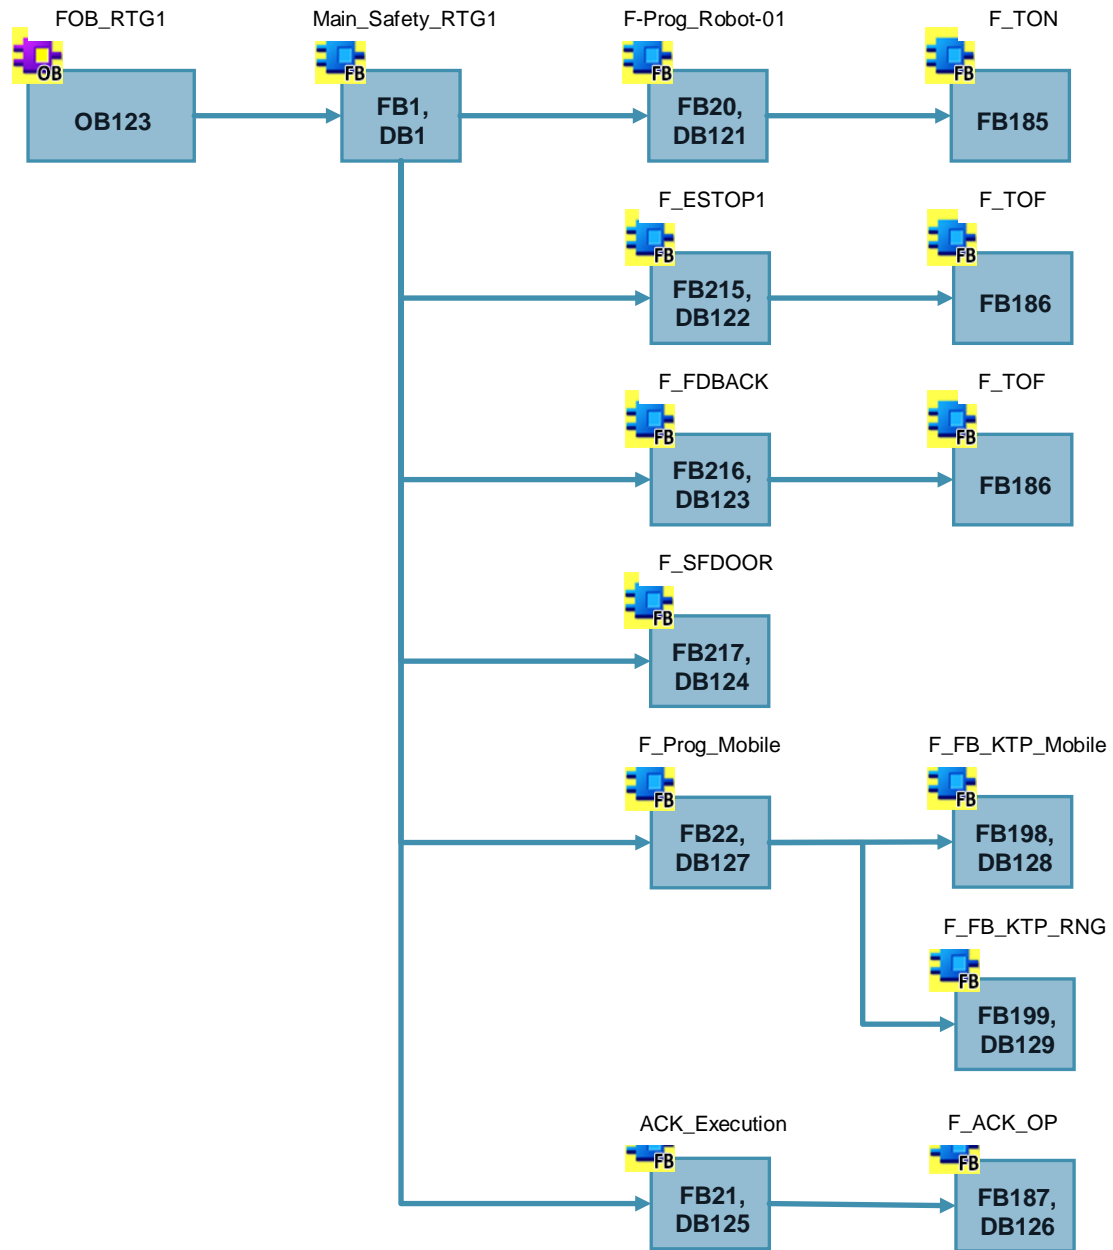 FOB_RTG1
Main_Safety_RTG1
F-Prog_Robot-01
F_TON
OB
FB
FB
FB
OB123
FB1,
DB1
FB20,
DB121
FB185
F_ESTOP1
F_TOF
FB
FB
FB215,
DB122
FB186
F_FDBACK
F_TOF
FB
FB
FB216,
DB123
FB186
F_SFDOOR
FB
FB217,
DB124
F_Prog_Mobile
F_FB_KTP_Mobile
FB
FB
FB22,
DB127
FB198,
DB128
F_FB_KTP_RNG
FB
FB199,
DB129
ACK_Execution
F_ACK_OP
FB
FB
FB21,
DB125
FB187,
DB126